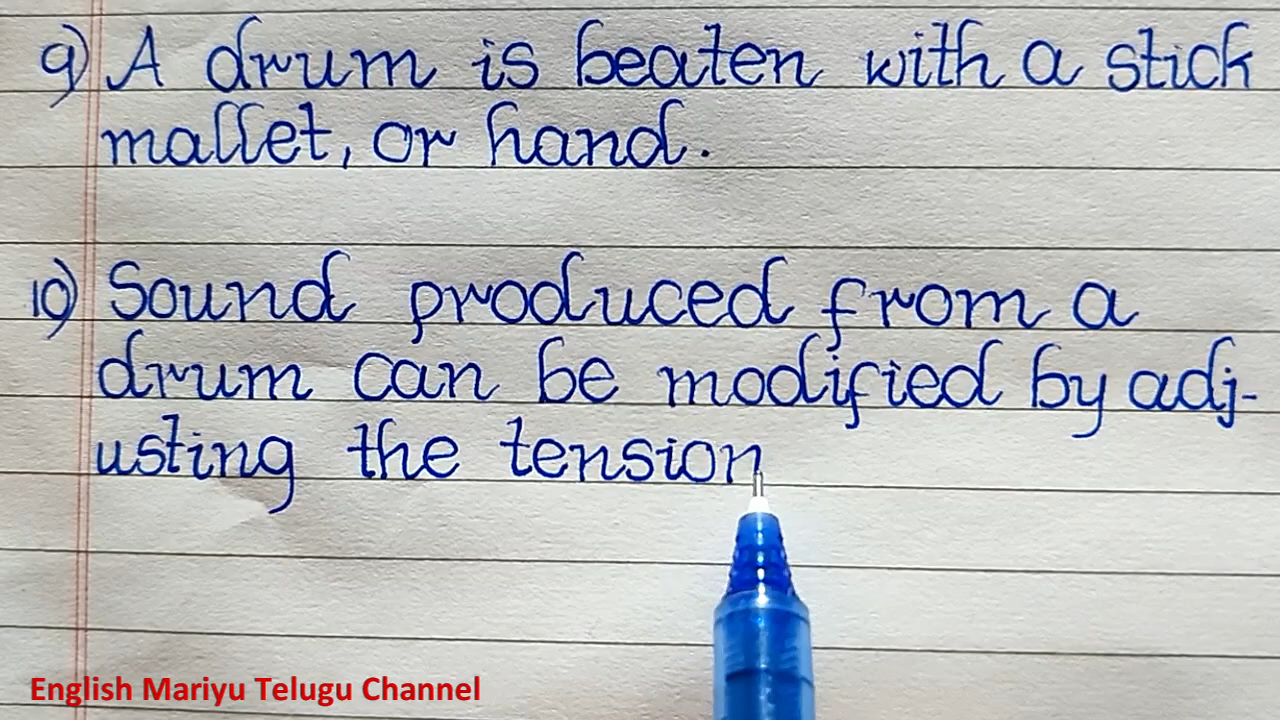 9) A drum is beaten with a stick
mallet, or hand.
10) Sound produced from a
drum can be modified by adj-
usting the tension
English Mariyu Telugu Channel